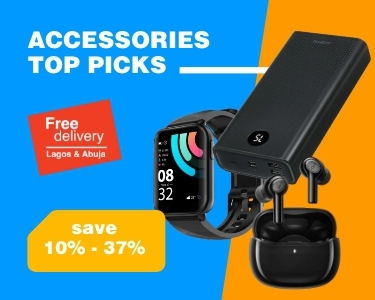 ACCESSORIES
TOP PICKS
Free
delivery
Lagos & Abuja
save
10% - 37%
08
32